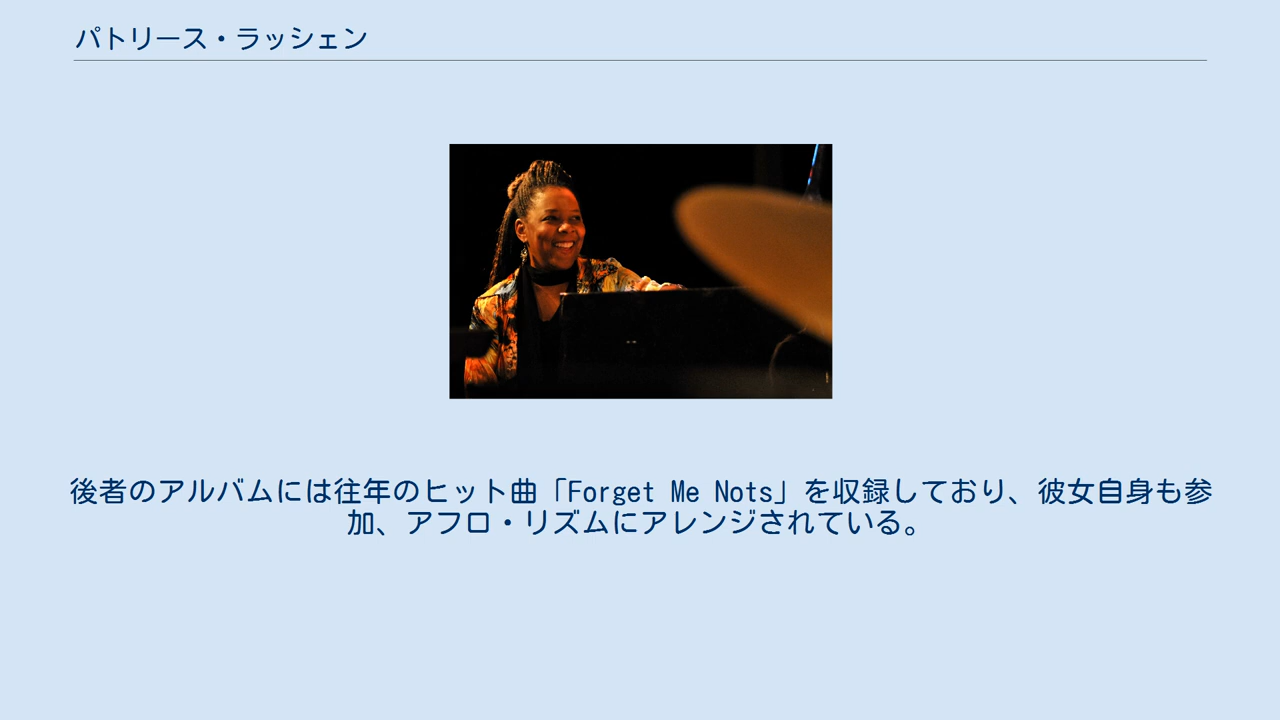 パトリース・ラッシェン
後者のアルバムには往年のヒット曲「Forget Me Nots」を収録しており、彼女自身も参
加、アフロ・リズムにアレンジされている。